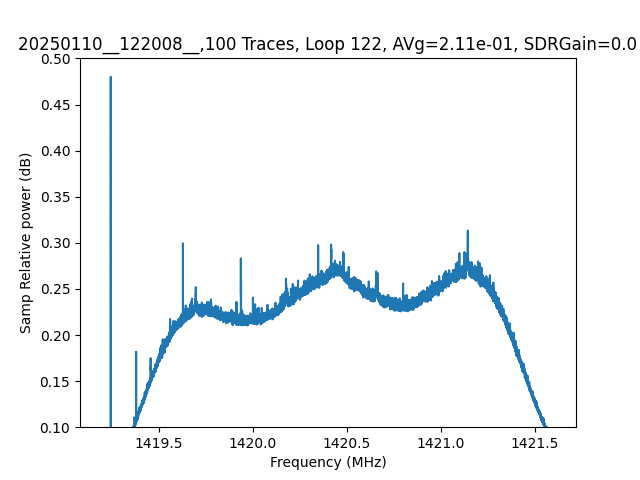 20250110__122008__,100 Traces, Loop 122, AVg=2.11e-01, SDRGain=0.0
0.50
0.45
0.40
0.35
0.30
0.25
0.20
0.15
0.10
Samp Relative power (dB)
1419.5 1420.0 1420.5 1421.0 1421.5
Frequency (MHz)